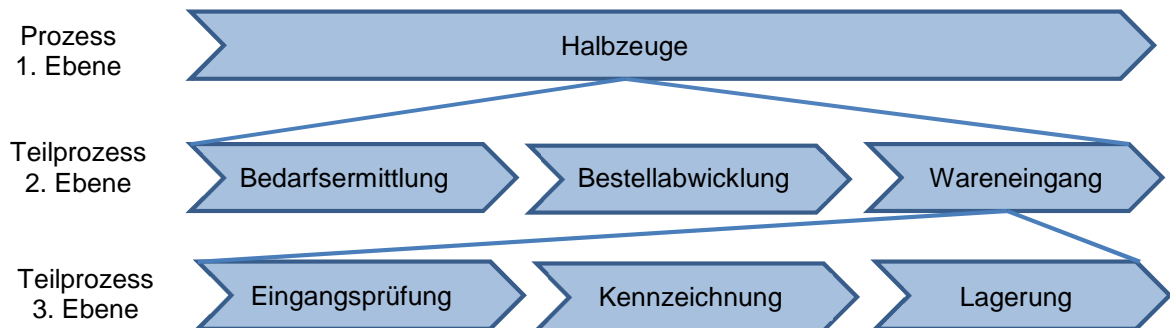 Prozess
1. Ebene
Halbzeuge
Teilprozess
2. Ebene
Bedarfsermittlung
Bestellabwicklung
Wareneingang
Teilprozess
3. Ebene
Eingangsprüfung
Kennzeichnung
Lagerung